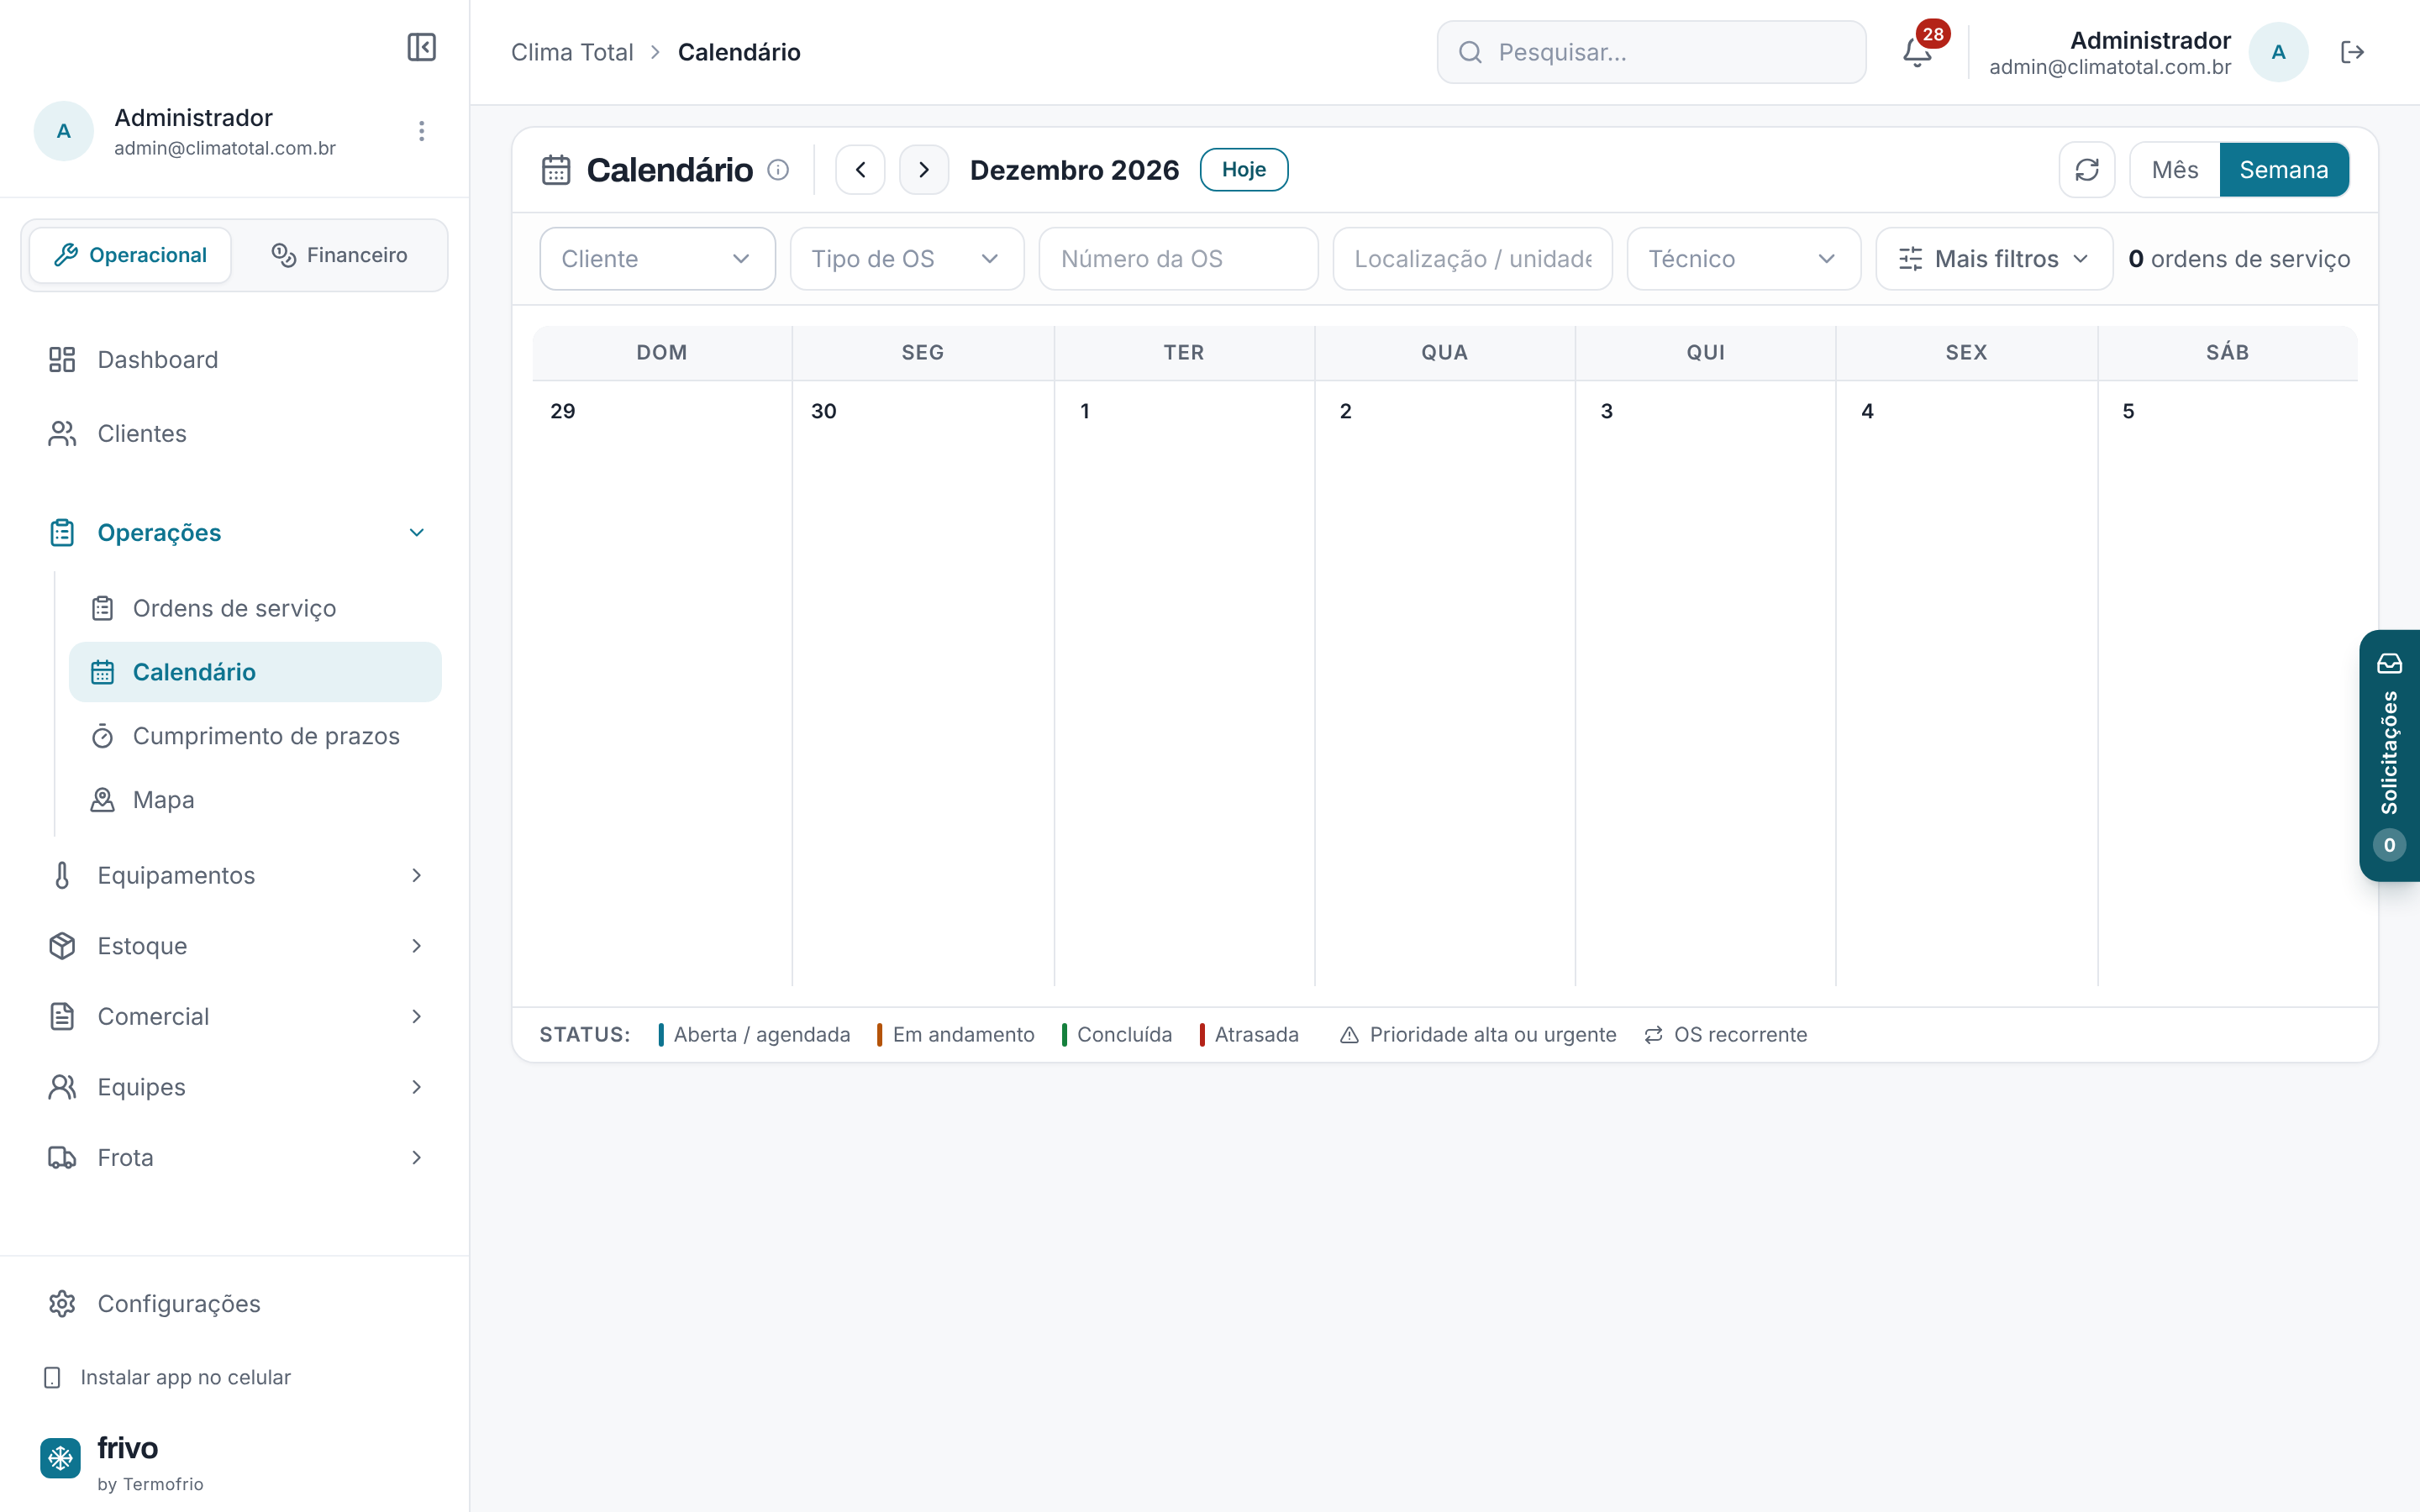 Administrador
admin@climatotal.com.br
A
Operacional
Financeiro
Dashboard
Clientes
Operações
Ordens de serviço
Calendário
Cumprimento de prazos
Mapa
Equipamentos
Estoque
Comercial
Equipes
Frota
Configurações
Instalar app no celular
frivo
by Termofrio
Clima Total > Calendário
Pesquisar...
28
Administrador
admin@climatotal.com.br
A
Calendário
Dezembro 2026
Hoje
Mês
Semana
Cliente
Tipo de OS
Número da OS
Localização / unidade
Técnico
Mais filtros
0 ordens de serviço
DOM SEG TER QUA QUI SEX SÁB
29 30 1 2 3 4 5
STATUS: Aberta / agendada Em andamento Concluída Atrasada Prioridade alta ou urgente OS recorrente
Solicitações
0